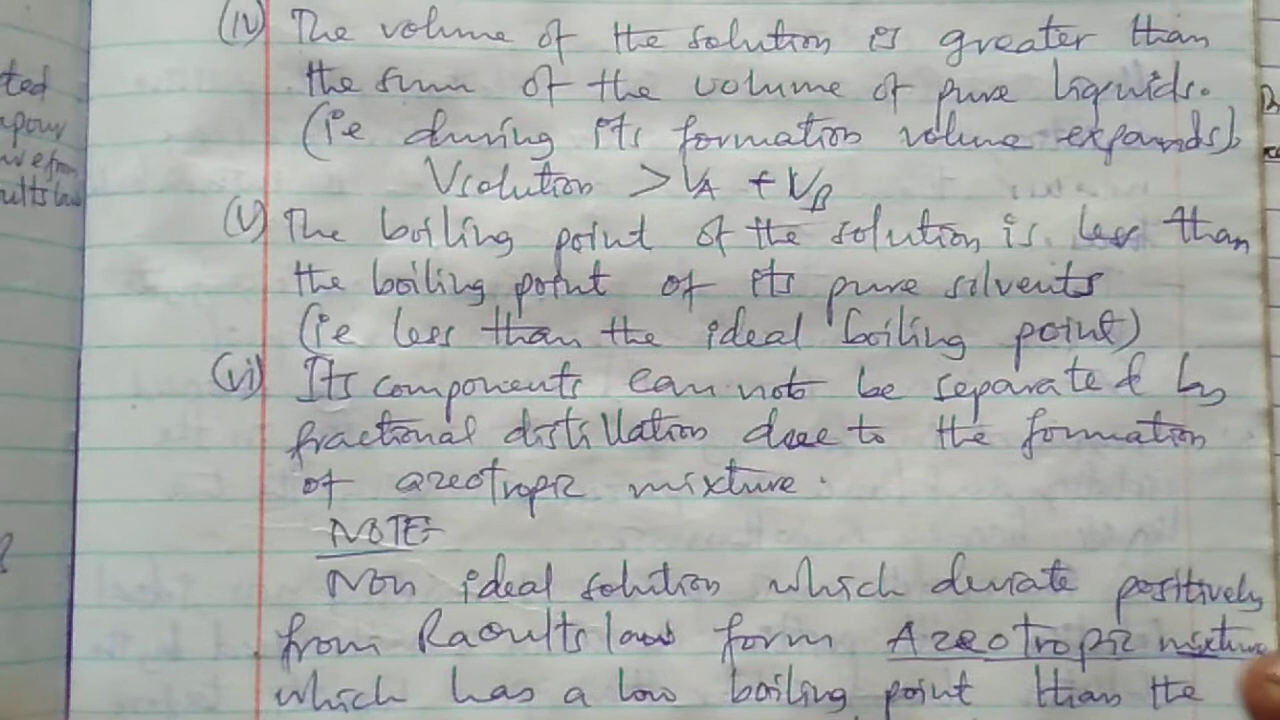 (iv) The volume of the solution is greater than
the sum of the volume of pure liquids.
(ie during its formation volume expands).
Vsolution > VA + VB
(v) The boiling point of the solution is less than
the boiling point of its pure solvents
(ie less than the ideal boiling point)
(vi) Its components can not be separated by
fractional distillation due to the formation
of azeotropic mixture.
NOTE:-
Non ideal solution which deviate positively
from Raoults law form Azeotropic mixture
which has a low boiling point than the
ted
apour